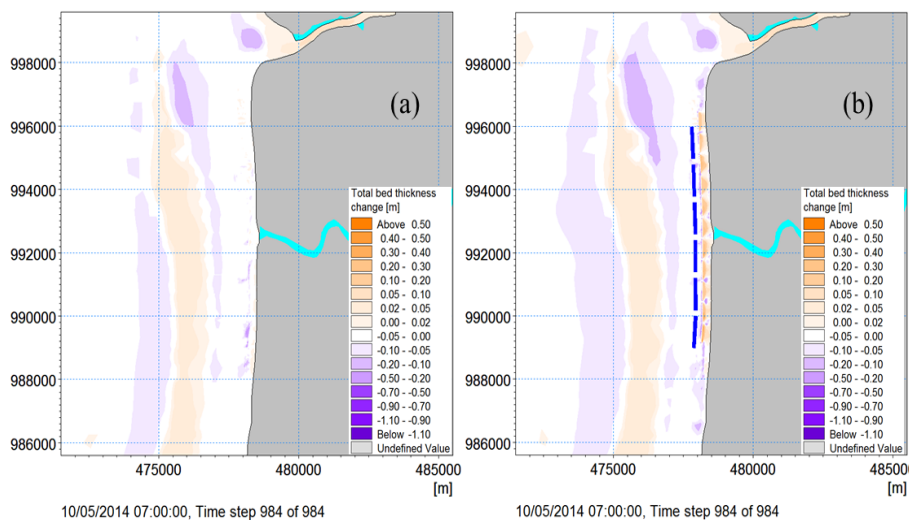 (a)
998000
996000
994000
992000
990000
988000
986000
475000 480000 485000
[m]
Total bed thickness
change [m]
Above 0.50
0.40 - 0.50
0.30 - 0.40
0.20 - 0.30
0.10 - 0.20
0.05 - 0.10
0.02 - 0.05
0.00 - 0.02
-0.05 - 0.00
-0.10 - -0.05
-0.20 - -0.10
-0.50 - -0.20
-0.70 - -0.50
-0.90 - -0.70
-1.10 - -0.90
Below -1.10
Undefined Value
10/05/2014 07:00:00, Time step 984 of 984
(b)
998000
996000
994000
992000
990000
988000
986000
475000 480000 485000
[m]
Total bed thickness
change [m]
Above 0.50
0.40 - 0.50
0.30 - 0.40
0.20 - 0.30
0.10 - 0.20
0.05 - 0.10
0.02 - 0.05
0.00 - 0.02
-0.05 - 0.00
-0.10 - -0.05
-0.20 - -0.10
-0.50 - -0.20
-0.70 - -0.50
-0.90 - -0.70
-1.10 - -0.90
Below -1.10
Undefined Value
10/05/2014 07:00:00, Time step 984 of 984